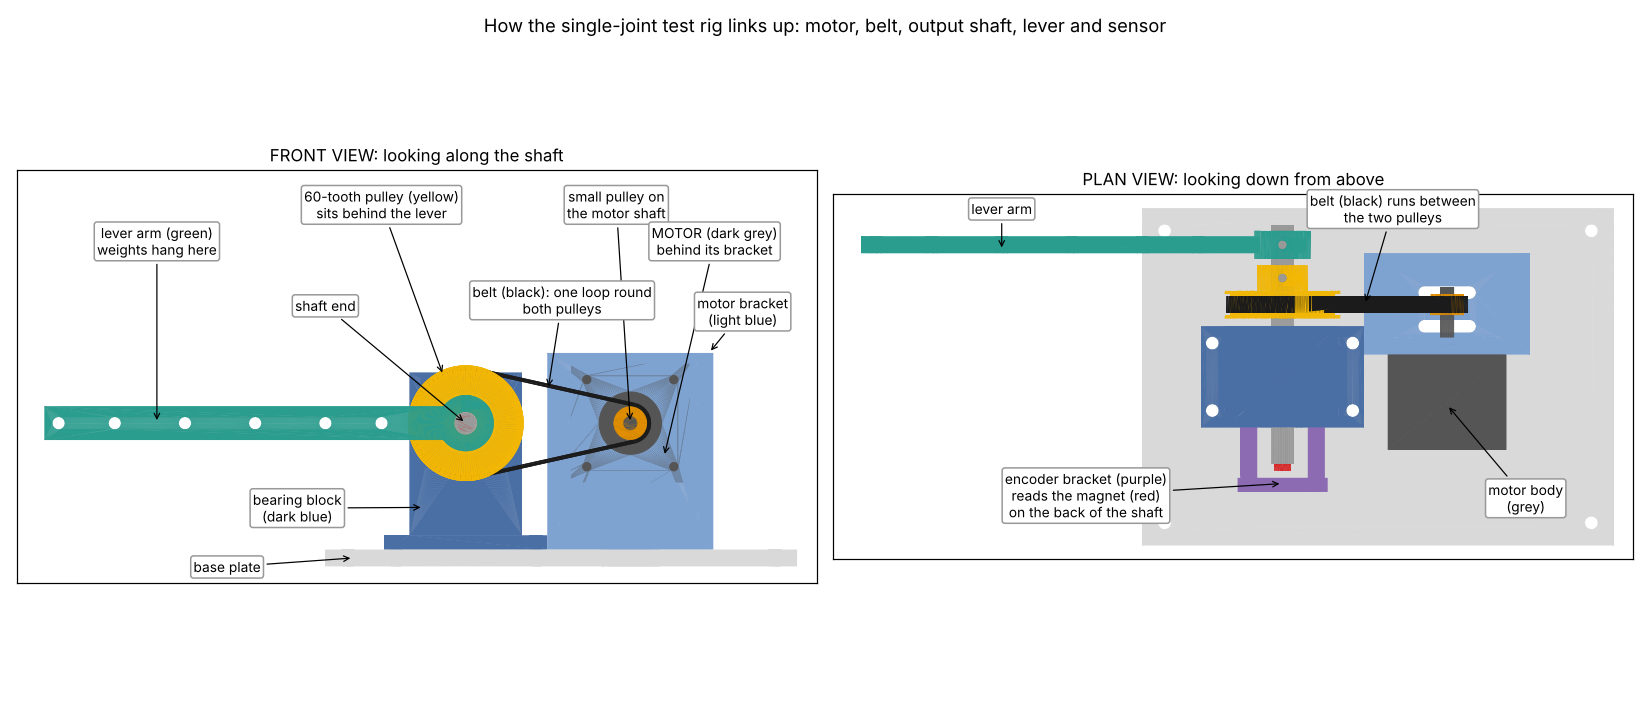 How the single-joint test rig links up: motor, belt, output shaft, lever and sensor
FRONT VIEW: looking along the shaft
60-tooth pulley (yellow)
sits behind the lever
small pulley on
the motor shaft
lever arm (green)
weights hang here
MOTOR (dark grey)
behind its bracket
shaft end
belt (black): one loop round
both pulleys
motor bracket
(light blue)
bearing block
(dark blue)
base plate
PLAN VIEW: looking down from above
lever arm
belt (black) runs between
the two pulleys
encoder bracket (purple)
reads the magnet (red)
on the back of the shaft
motor body
(grey)